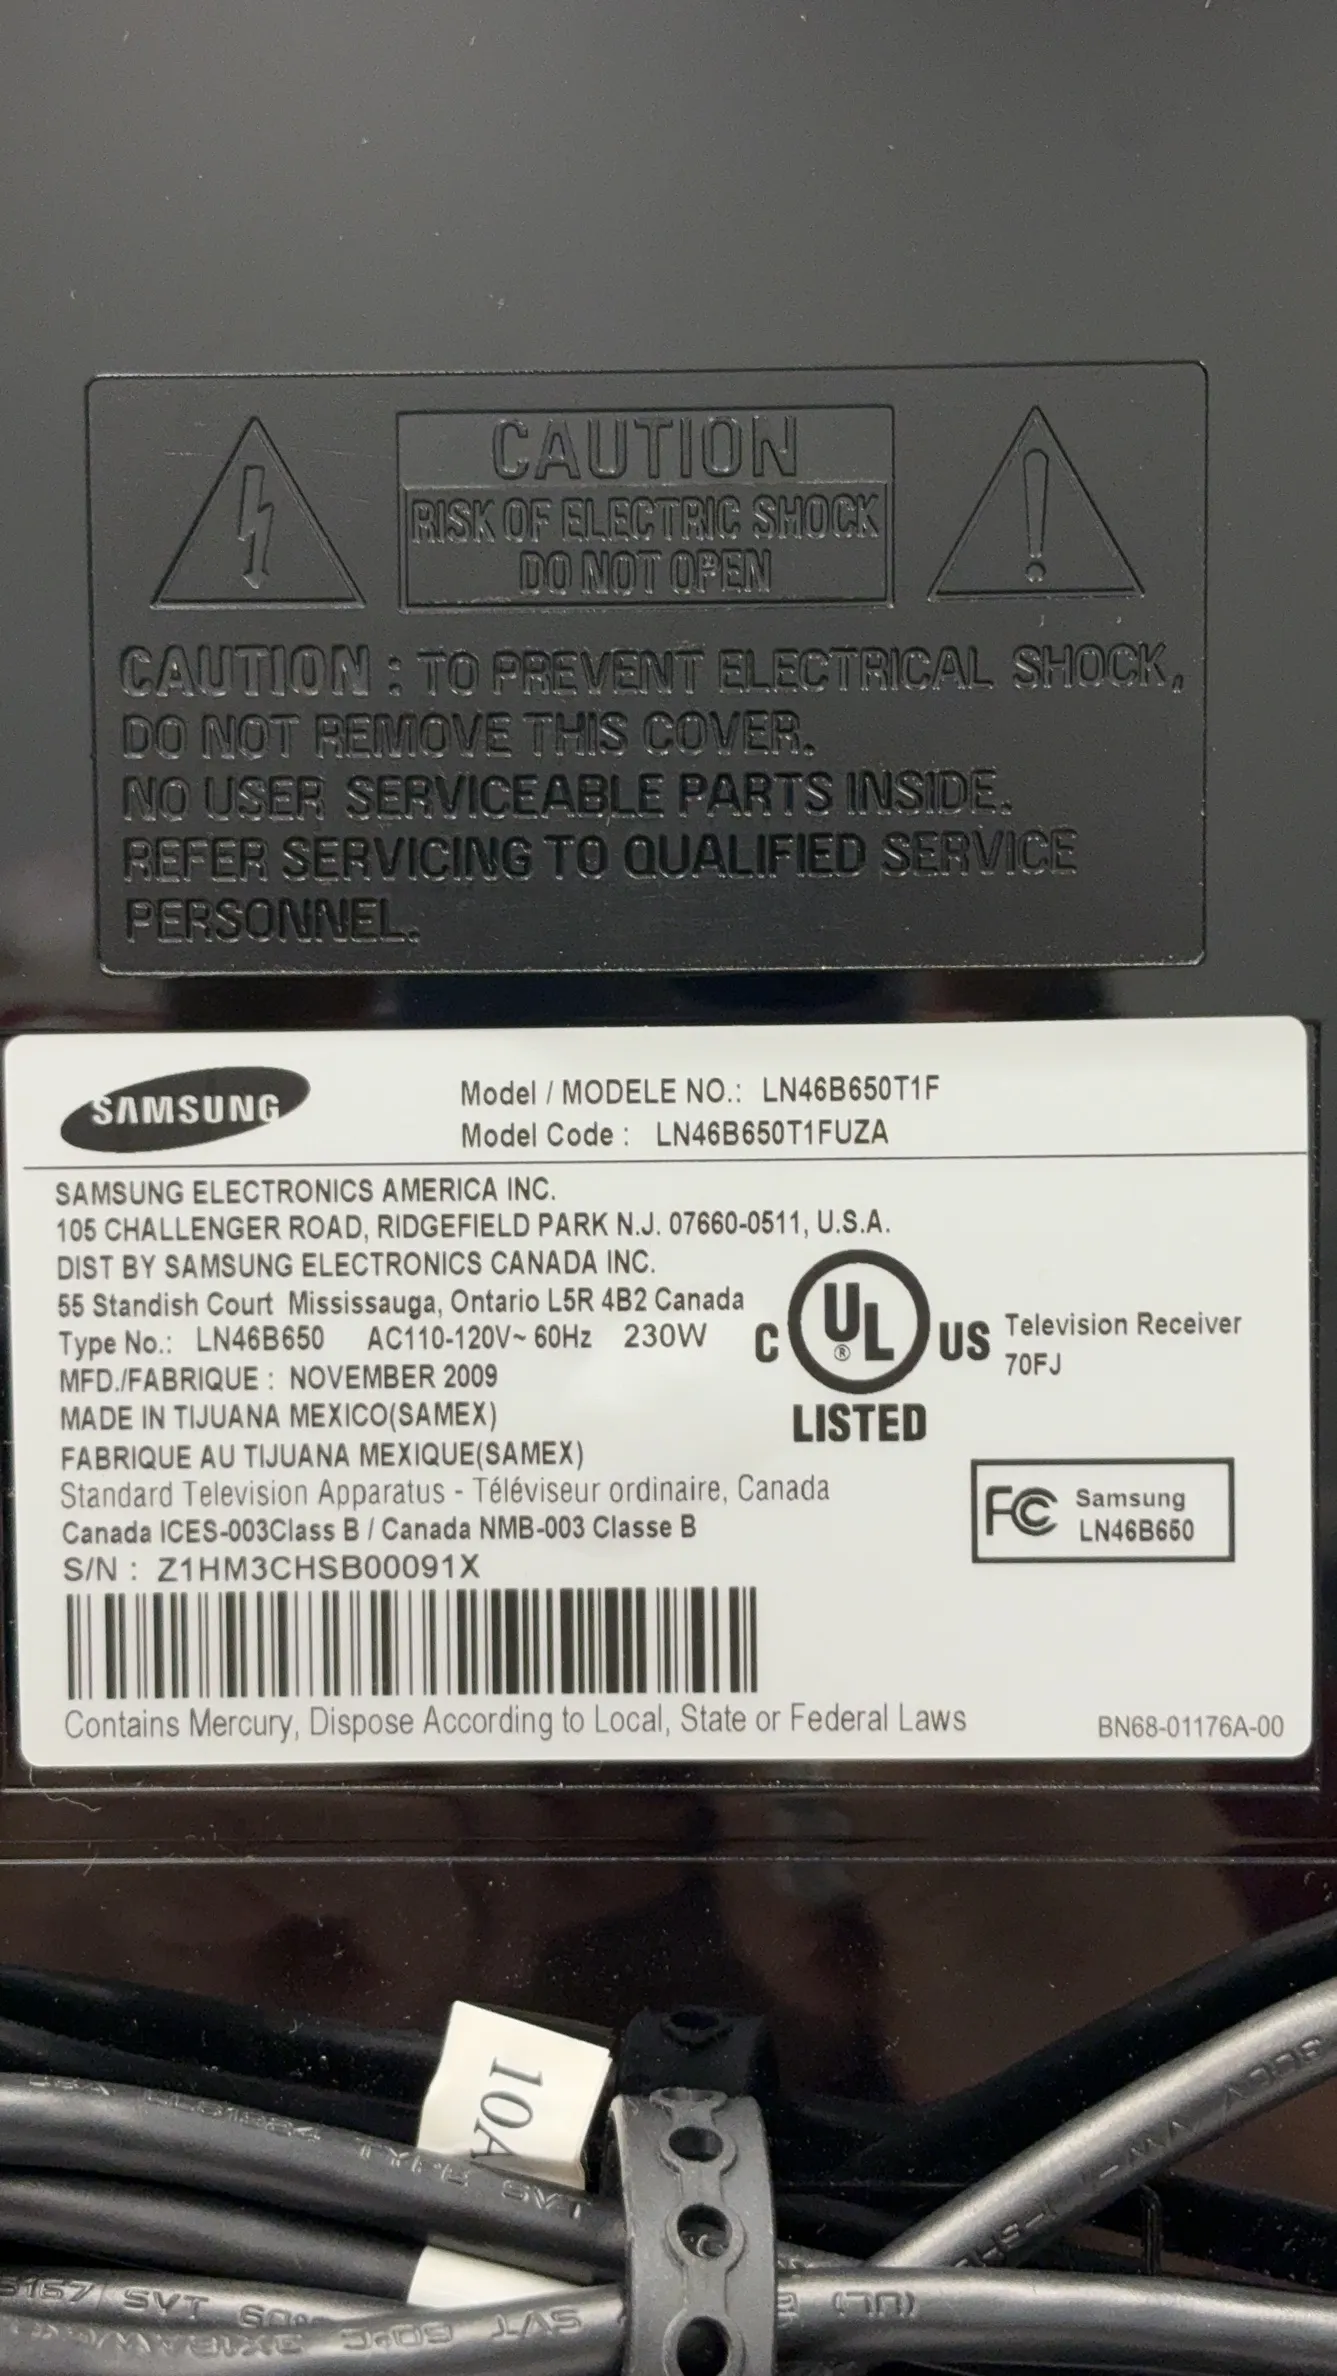 CAUTION
RISK OF ELECTRIC SHOCK
DO NOT OPEN
CAUTION : TO PREVENT ELECTRICAL SHOCK,
DO NOT REMOVE THIS COVER.
NO USER SERVICEABLE PARTS INSIDE.
REFER SERVICING TO QUALIFIED SERVICE
PERSONNEL.
SAMSUNG
Model / MODELE NO.: LN46B650T1F
Model Code : LN46B650T1FUZA
SAMSUNG ELECTRONICS AMERICA INC.
105 CHALLENGER ROAD, RIDGEFIELD PARK N.J. 07660-0511, U.S.A.
DIST BY SAMSUNG ELECTRONICS CANADA INC.
55 Standish Court Mississauga, Ontario L5R 4B2 Canada
Type No.: LN46B650 AC110-120V~ 60Hz 230W
MFD./FABRIQUE : NOVEMBER 2009
MADE IN TIJUANA MEXICO(SAMEX)
FABRIQUE AU TIJUANA MEXIQUE(SAMEX)
Standard Television Apparatus - Téléviseur ordinaire, Canada
Canada ICES-003Class B / Canada NMB-003 Classe B
S/N : Z1HM3CHSB00091X
Contains Mercury, Dispose According to Local, State or Federal Laws
C UL ® US
LISTED
Television Receiver
70FJ
FC Samsung
LN46B650
BN68-01176A-00
10A
TYPE SVT
SVT
SVT
(UL)